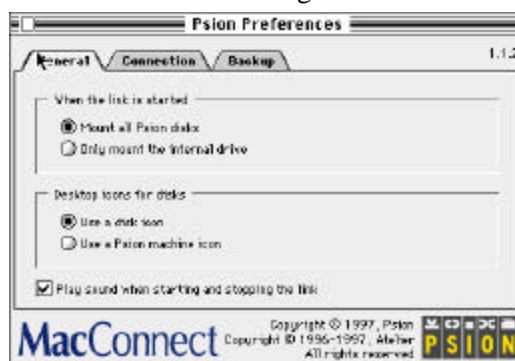 Psion Preferences
General Connection Backup 1.1.2
When the link is started
Mount all Psion disks
Only mount the internal drive
Desktop icons for disks
Use a disk icon
Use a Psion machine icon
Play sound when starting and stopping the link
MacConnect
Copyright © 1997, Psion
Copyright © 1996-1997, Atelier
All rights reserved
PSION